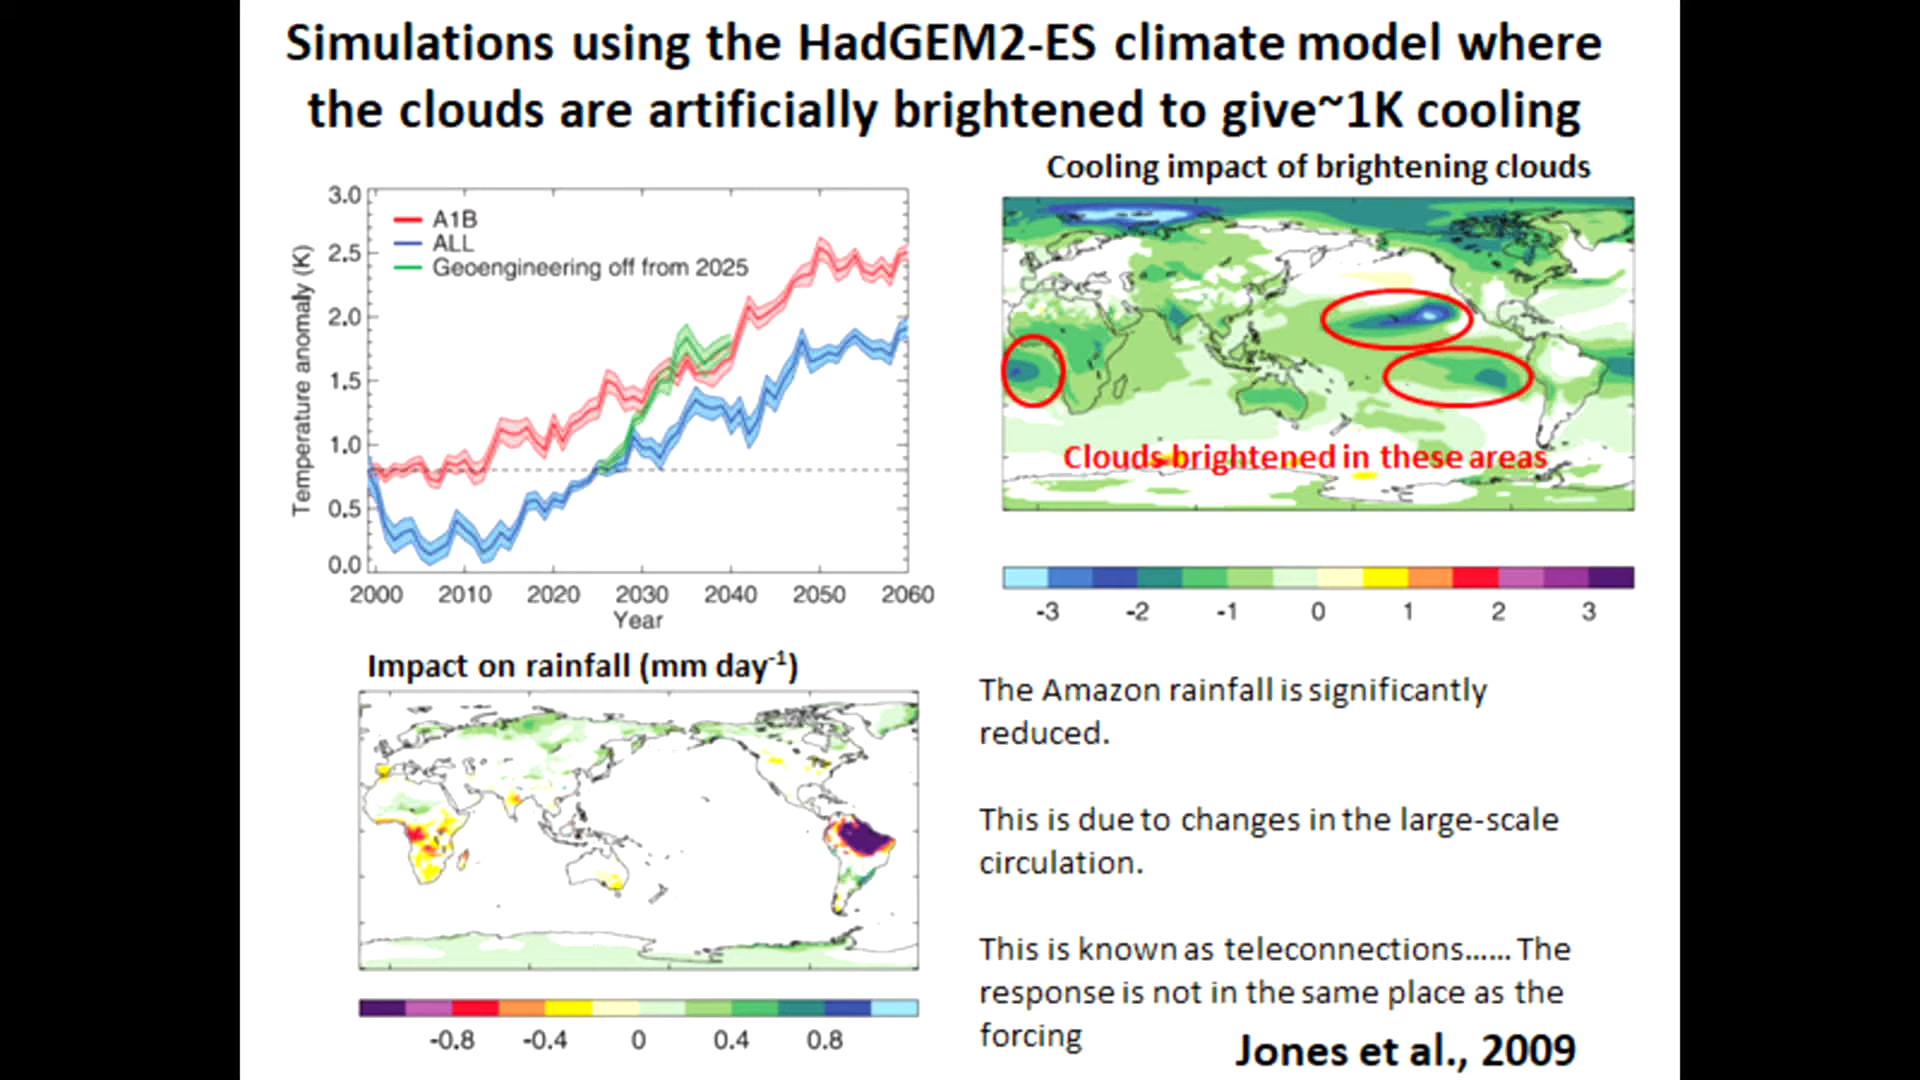 Simulations using the HadGEM2-ES climate model where
the clouds are artificially brightened to give~1K cooling
Cooling impact of brightening clouds
3.0
2.5
2.0
1.5
1.0
0.5
0.0
Temperature anomaly (K)
A1B
ALL
Geoengineering off from 2025
2000 2010 2020 2030 2040 2050 2060
Year
Clouds brightened in these areas
-3 -2 -1 0 1 2 3
Impact on rainfall (mm day-1)
-0.8 -0.4 0 0.4 0.8
The Amazon rainfall is significantly
reduced.
This is due to changes in the large-scale
circulation.
This is known as teleconnections…… The
response is not in the same place as the
forcing
Jones et al., 2009